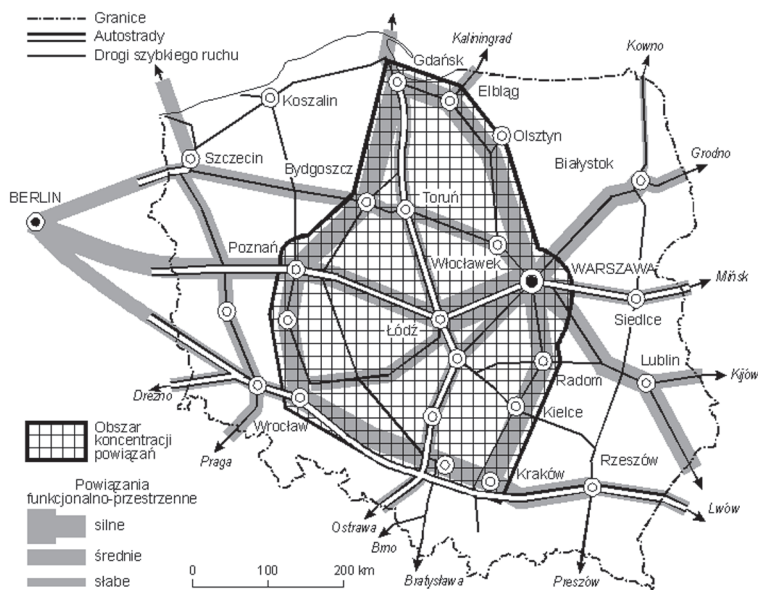 Granice
Autostrady
Drogi szybkiego ruchu
Gdańsk
Kaliningrad
Kowno
Elbląg
Koszalin
Olsztyn
Szczecin
Bydgoszcz
Białystok
Grodno
BERLIN
Toruń
Poznań
Włocławek
WARSZAWA
Mińsk
Łódź
Siedlce
Lublin
Kijów
Radom
Drezno
Kielce
Wrocław
Praga
Rzeszów
Kraków
Lwów
Ostrawa
Brno
Bratysława
Preszów
Obszar
koncentracji
powiązań
Powiązania
funkcjonalno-przestrzenne
silne
średnie
słabe
0 100 200 km